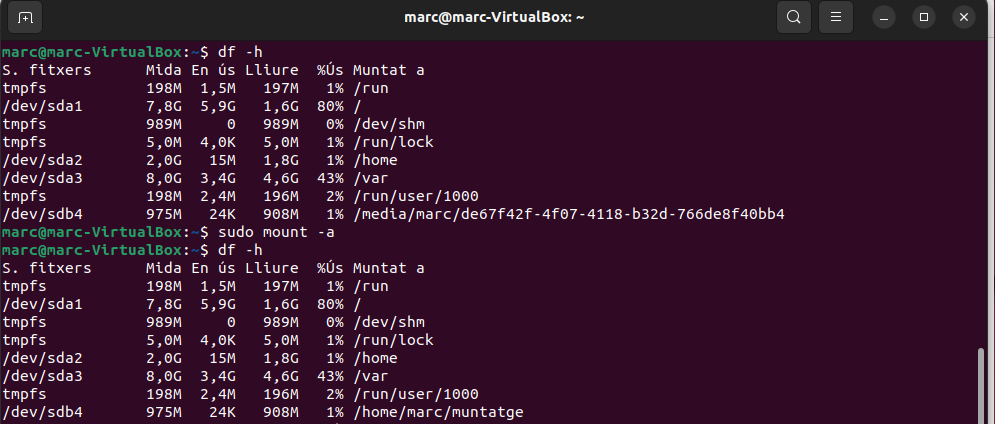 marc@marc-VirtualBox: ~
marc@marc-VirtualBox:~$ df -h
S. fitxers      Mida En ús Lliure  %Ús Muntat a
tmpfs           198M  1,5M   197M   1% /run
/dev/sda1       7,8G  5,9G   1,6G  80% /
tmpfs           989M     0   989M   0% /dev/shm
tmpfs           5,0M  4,0K   5,0M   1% /run/lock
/dev/sda2       2,0G   15M   1,8G   1% /home
/dev/sda3       8,0G  3,4G   4,6G  43% /var
tmpfs           198M  2,4M   196M   2% /run/user/1000
/dev/sdb4       975M   24K   908M   1% /media/marc/de67f42f-4f07-4118-b32d-766de8f40bb4
marc@marc-VirtualBox:~$ sudo mount -a
marc@marc-VirtualBox:~$ df -h
S. fitxers      Mida En ús Lliure  %Ús Muntat a
tmpfs           198M  1,5M   197M   1% /run
/dev/sda1       7,8G  5,9G   1,6G  80% /
tmpfs           989M     0   989M   0% /dev/shm
tmpfs           5,0M  4,0K   5,0M   1% /run/lock
/dev/sda2       2,0G   15M   1,8G   1% /home
/dev/sda3       8,0G  3,4G   4,6G  43% /var
tmpfs           198M  2,4M   196M   2% /run/user/1000
/dev/sdb4       975M   24K   908M   1% /home/marc/muntatge